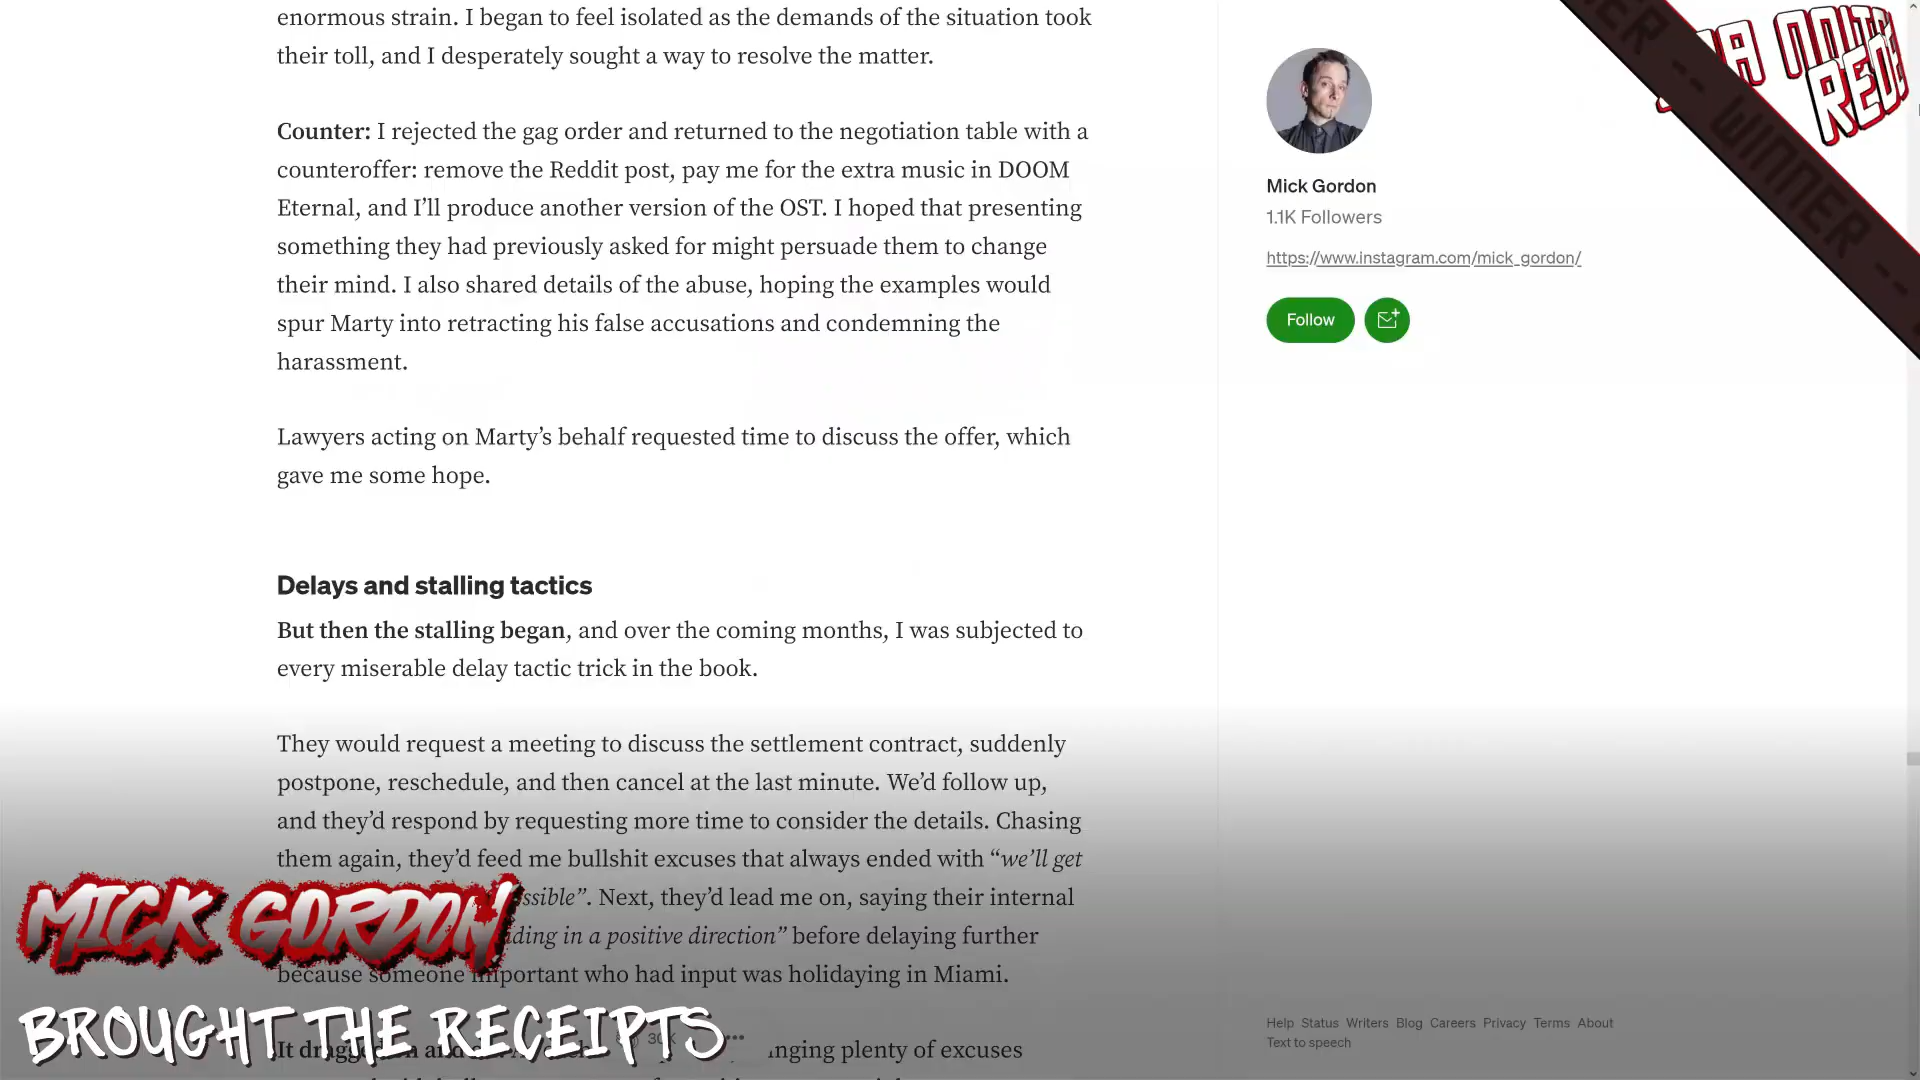 enormous strain. I began to feel isolated as the demands of the situation took
their toll, and I desperately sought a way to resolve the matter.
Counter: I rejected the gag order and returned to the negotiation table with a
counteroffer: remove the Reddit post, pay me for the extra music in DOOM
Eternal, and I’ll produce another version of the OST. I hoped that presenting
something they had previously asked for might persuade them to change
their mind. I also shared details of the abuse, hoping the examples would
spur Marty into retracting his false accusations and condemning the
harassment.
Lawyers acting on Marty’s behalf requested time to discuss the offer, which
gave me some hope.
Delays and stalling tactics
But then the stalling began, and over the coming months, I was subjected to
every miserable delay tactic trick in the book.
They would request a meeting to discuss the settlement contract, suddenly
postpone, reschedule, and then cancel at the last minute. We’d follow up,
and they’d respond by requesting more time to consider the details. Chasing
them again, they’d feed me bullshit excuses that always ended with “we’ll get
ssible”. Next, they’d lead me on, saying their internal
ding in a positive direction” before delaying further
because someone important who had input was holidaying in Miami.
plenty of excuses
Mick Gordon
1.1K Followers
https://www.instagram.com/mick_gordon/
Follow
Help Status Writers Blog Careers Privacy Terms About
Text to speech
WINNER
MICK GORDON
BROUGHT THE RECEIPTS
30K